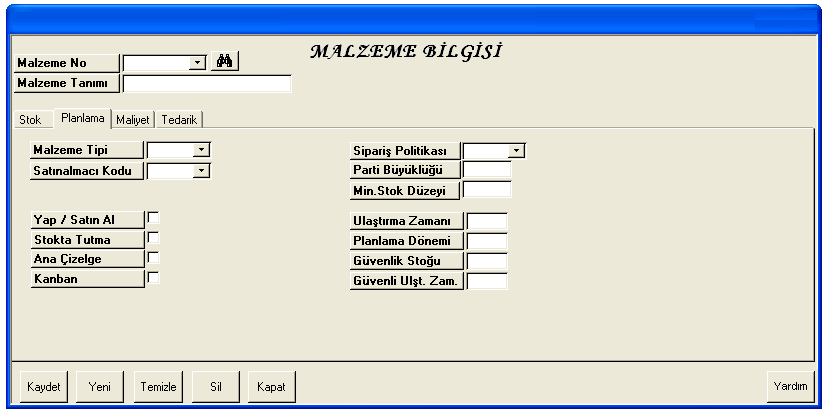 MALZEME BİLGİSİ
Malzeme No
Malzeme Tanımı
Stok Planlama Maliyet Tedarik
Malzeme Tipi Sipariş Politikası
Satınalmacı Kodu Parti Büyüklüğü
Min.Stok Düzeyi
Yap / Satın Al Ulaştırma Zamanı
Stokta Tutma Planlama Dönemi
Ana Çizelge Güvenlik Stoğu
Kanban Güvenli Ulşt. Zam.
Kaydet Yeni Temizle Sil Kapat Yardım